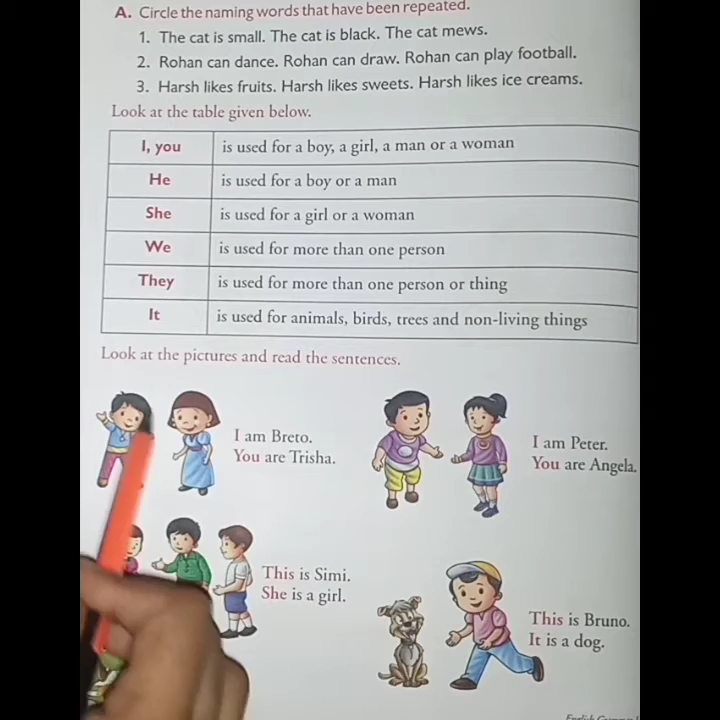 A. Circle the naming words that have been repeated.
1. The cat is small. The cat is black. The cat mews.
2. Rohan can dance. Rohan can draw. Rohan can play football.
3. Harsh likes fruits. Harsh likes sweets. Harsh likes ice creams.
Look at the table given below.
I, you is used for a boy, a girl, a man or a woman
He is used for a boy or a man
She is used for a girl or a woman
We is used for more than one person
They is used for more than one person or thing
It is used for animals, birds, trees and non-living things
Look at the pictures and read the sentences.
I am Breto.
You are Trisha.
I am Peter.
You are Angela.
This is Simi.
She is a girl.
This is Bruno.
It is a dog.
English